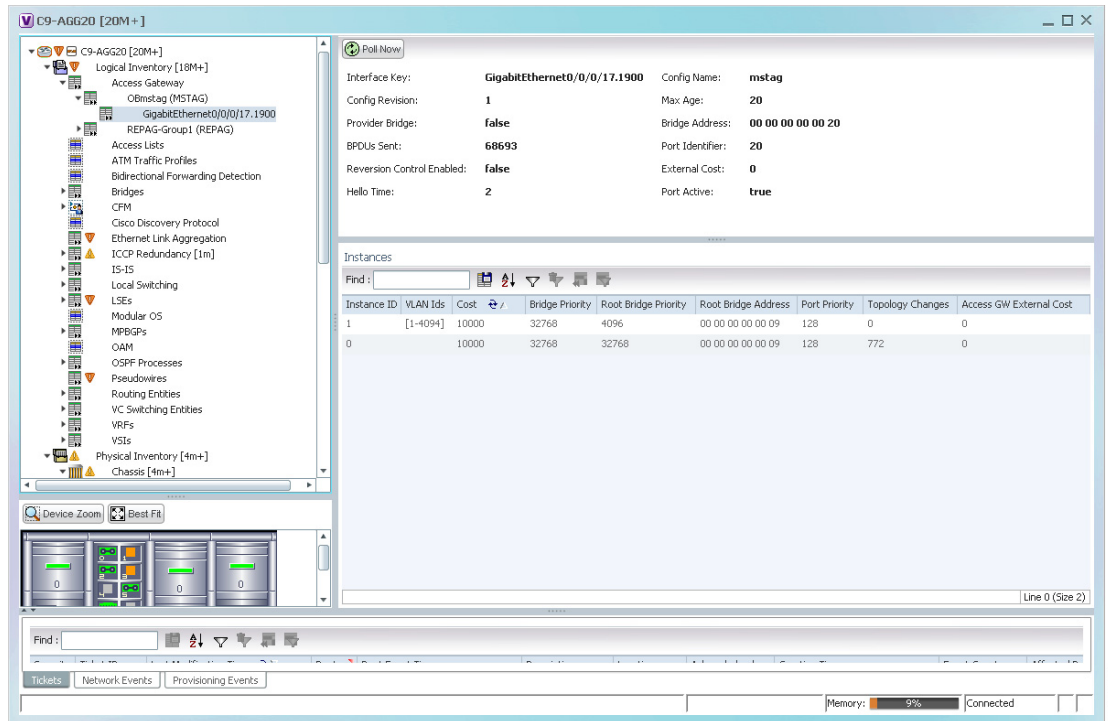 C9-AGG20 [20M+]
C9-AGG20 [20M+]
Logical Inventory [18M+]
Access Gateway
OBmstag (MSTAG)
GigabitEthernet0/0/0/17.1900
REPAG-Group1 (REPAG)
Access Lists
ATM Traffic Profiles
Bidirectional Forwarding Detection
Bridges
CFM
Cisco Discovery Protocol
Ethernet Link Aggregation
ICCP Redundancy [1m]
IS-IS
Local Switching
LSEs
Modular OS
MPBGPs
OAM
OSPF Processes
Pseudowires
Routing Entities
VC Switching Entities
VRFs
VSIs
Physical Inventory [4m+]
Chassis [4m+]
Device Zoom Best Fit
0 0 0
Poll Now
Interface Key: GigabitEthernet0/0/0/17.1900 Config Name: mstag
Config Revision: 1 Max Age: 20
Provider Bridge: false Bridge Address: 00 00 00 00 00 20
BPDUs Sent: 68693 Port Identifier: 20
Reversion Control Enabled: false External Cost: 0
Hello Time: 2 Port Active: true
Instances
Find :
Instance ID VLAN Ids Cost Bridge Priority Root Bridge Priority Root Bridge Address Port Priority Topology Changes Access GW External Cost
1 [1-4094] 10000 32768 4096 00 00 00 00 00 09 128 0 0
0 10000 32768 32768 00 00 00 00 00 09 128 772 0
Line 0 (Size 2)
Find :
Tickets Network Events Provisioning Events
Memory: 9% Connected